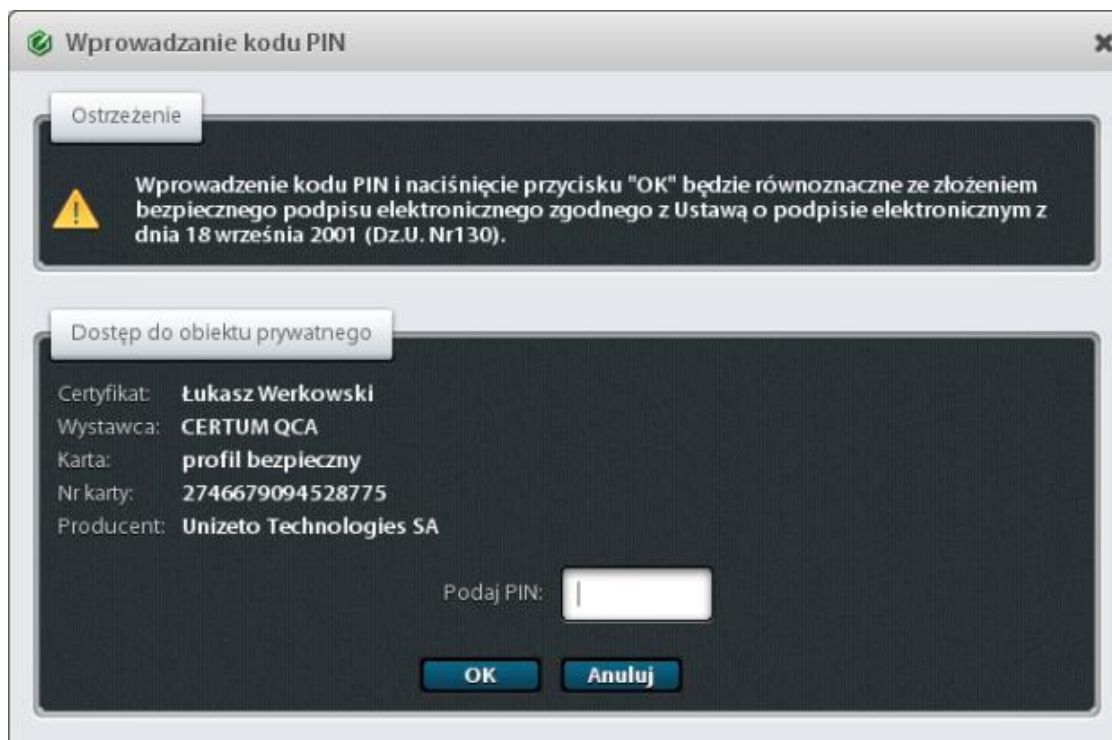 Wprowadzanie kodu PIN
Ostrzeżenie
Wprowadzenie kodu PIN i naciśnięcie przycisku "OK" będzie równoznaczne ze złożeniem
bezpiecznego podpisu elektronicznego zgodnego z Ustawą o podpisie elektronicznym z
dnia 18 września 2001 (Dz.U. Nr130).
Dostęp do obiektu prywatnego
Certyfikat: Łukasz Werkowski
Wystawca: CERTUM QCA
Karta: profil bezpieczny
Nr karty: 2746679094528775
Producent: Unizeto Technologies SA
Podaj PIN:
OK Anuluj